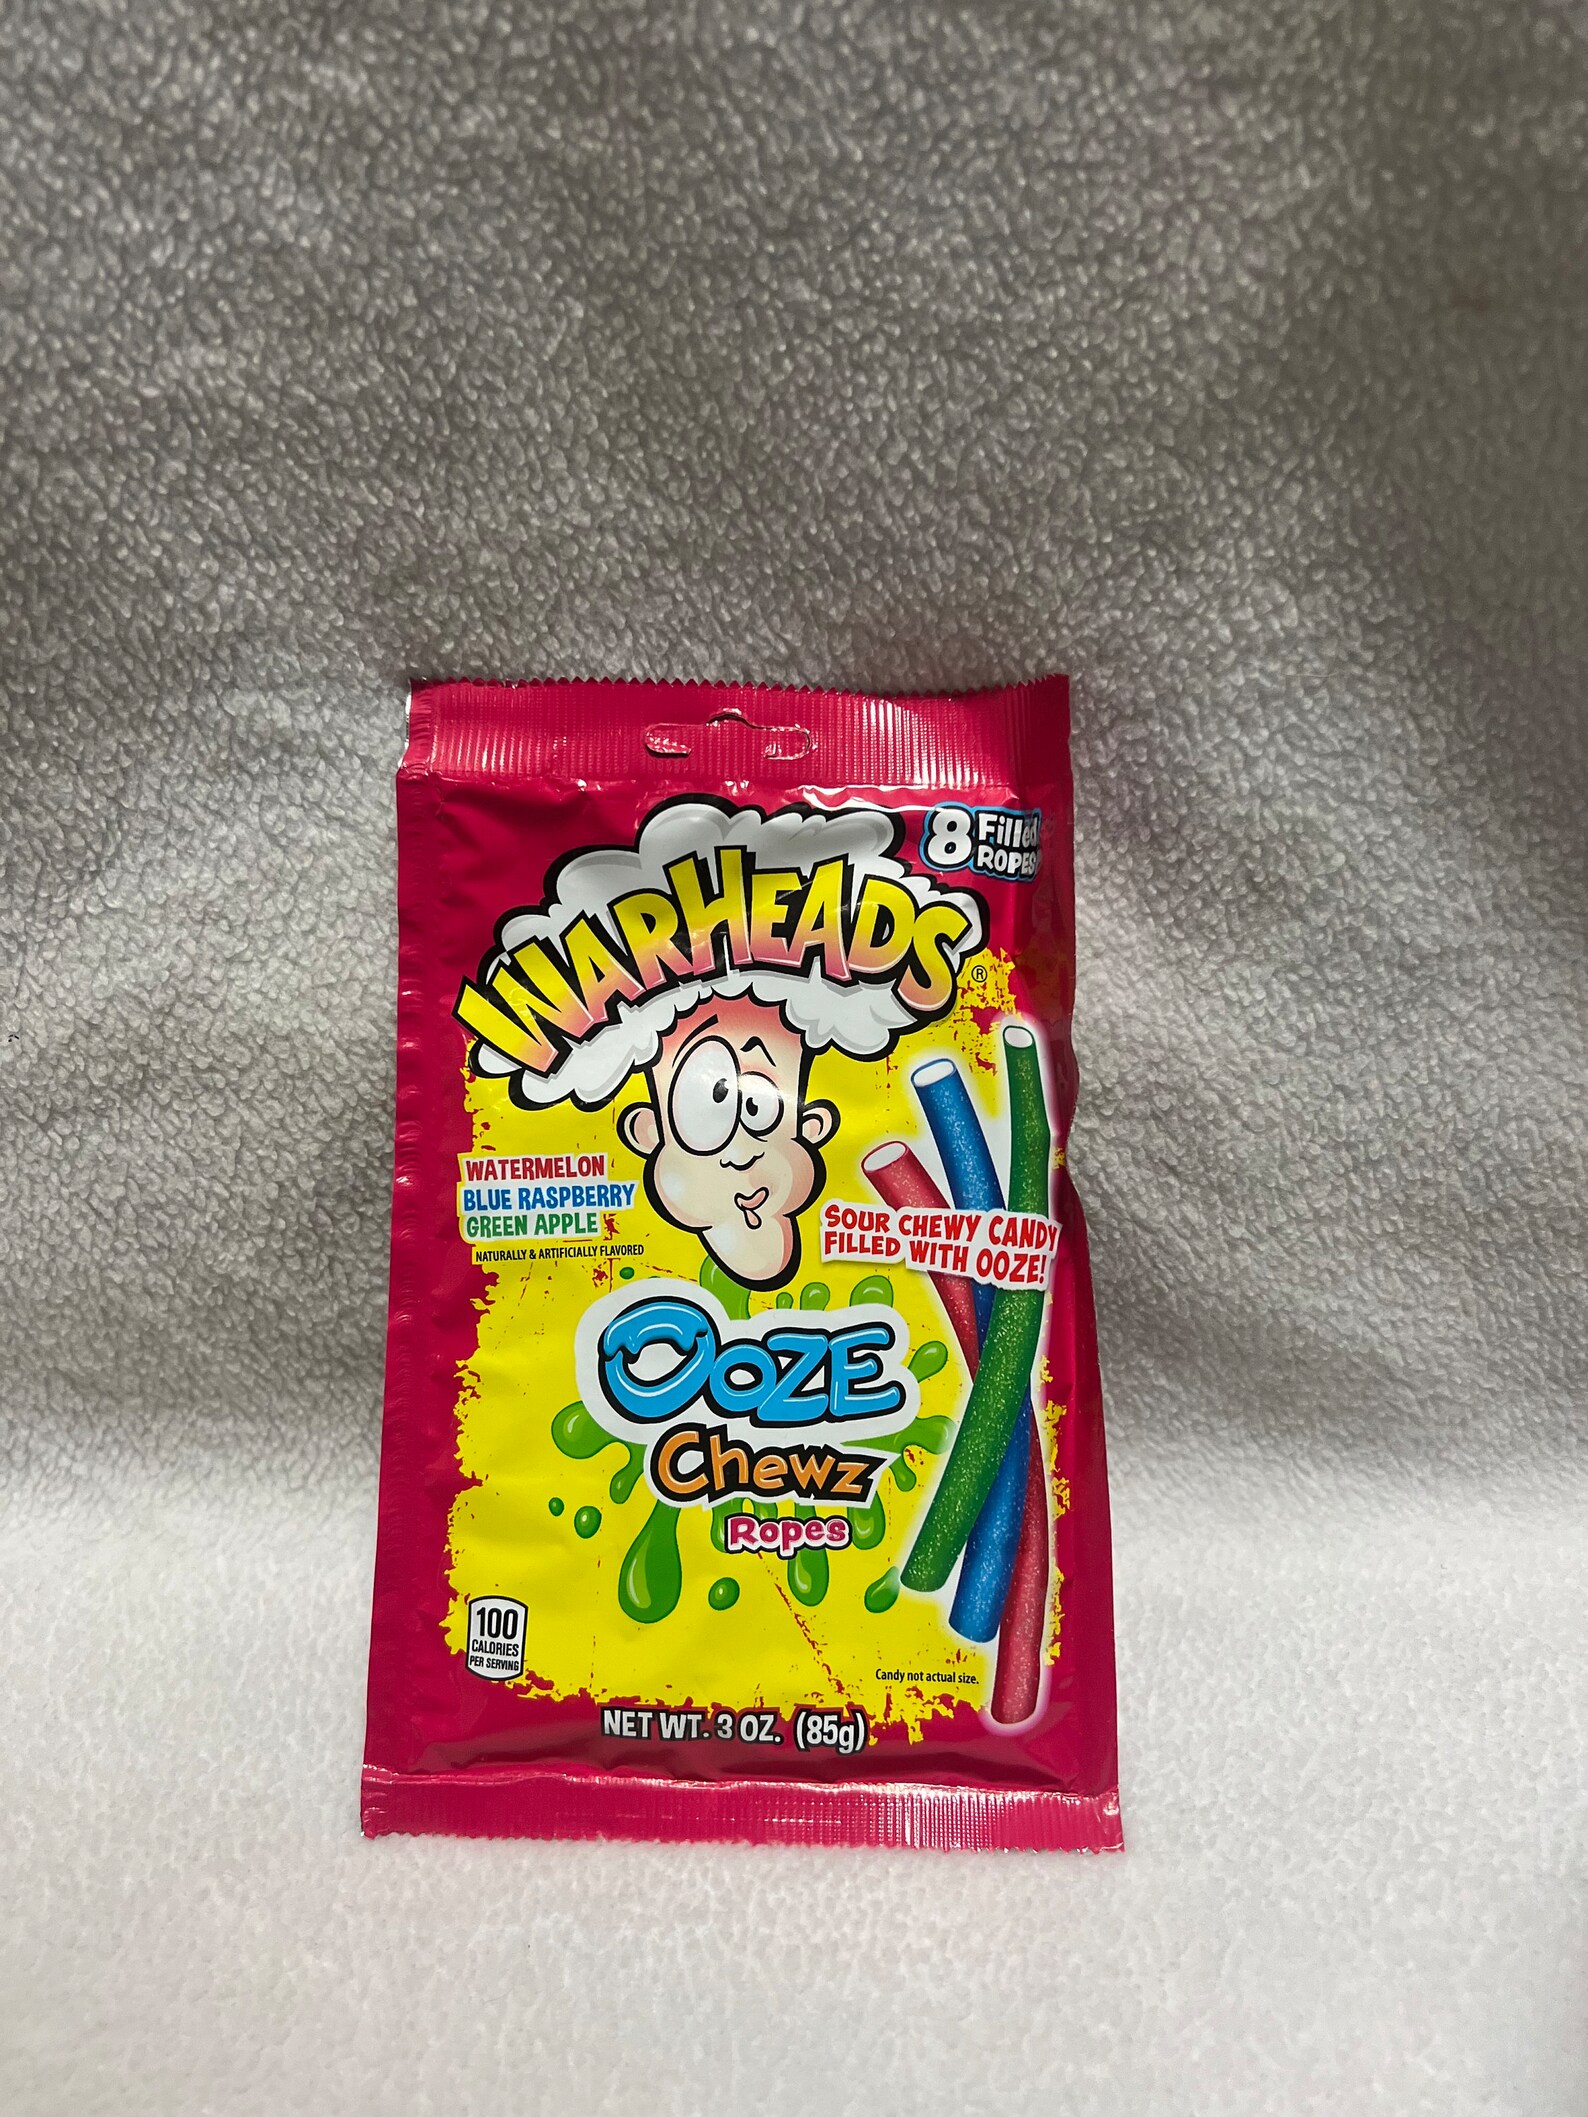 8 Filled
ROPES
WARHEADS®
WATERMELON
BLUE RASPBERRY
GREEN APPLE
NATURALLY & ARTIFICIALLY FLAVORED
SOUR CHEWY CANDY
FILLED WITH OOZE!
OOZE
Chewz
Ropes
100
CALORIES
PER SERVING
Candy not actual size.
NET WT. 3 OZ. (85g)